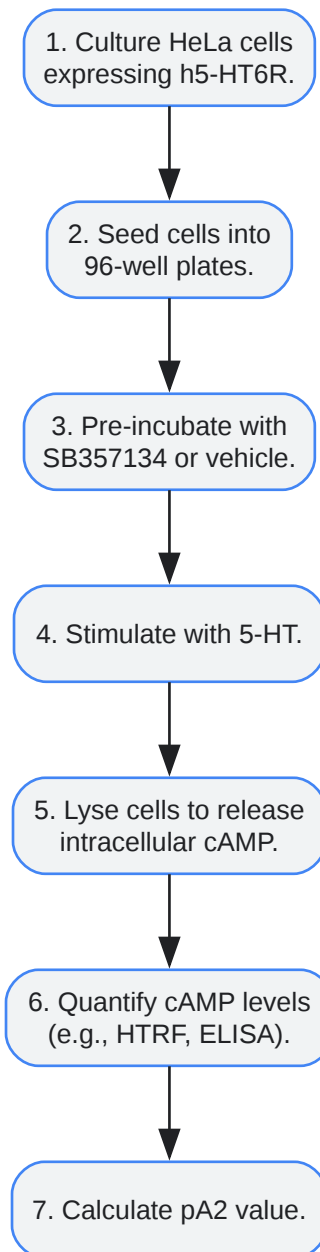 1. Culture HeLa cells
expressing h5-HT6R.
2. Seed cells into
96-well plates.
3. Pre-incubate with
SB357134 or vehicle.
4. Stimulate with 5-HT.
5. Lyse cells to release
intracellular cAMP.
6. Quantify cAMP levels
(e.g., HTRF, ELISA).
7. Calculate pA2 value.